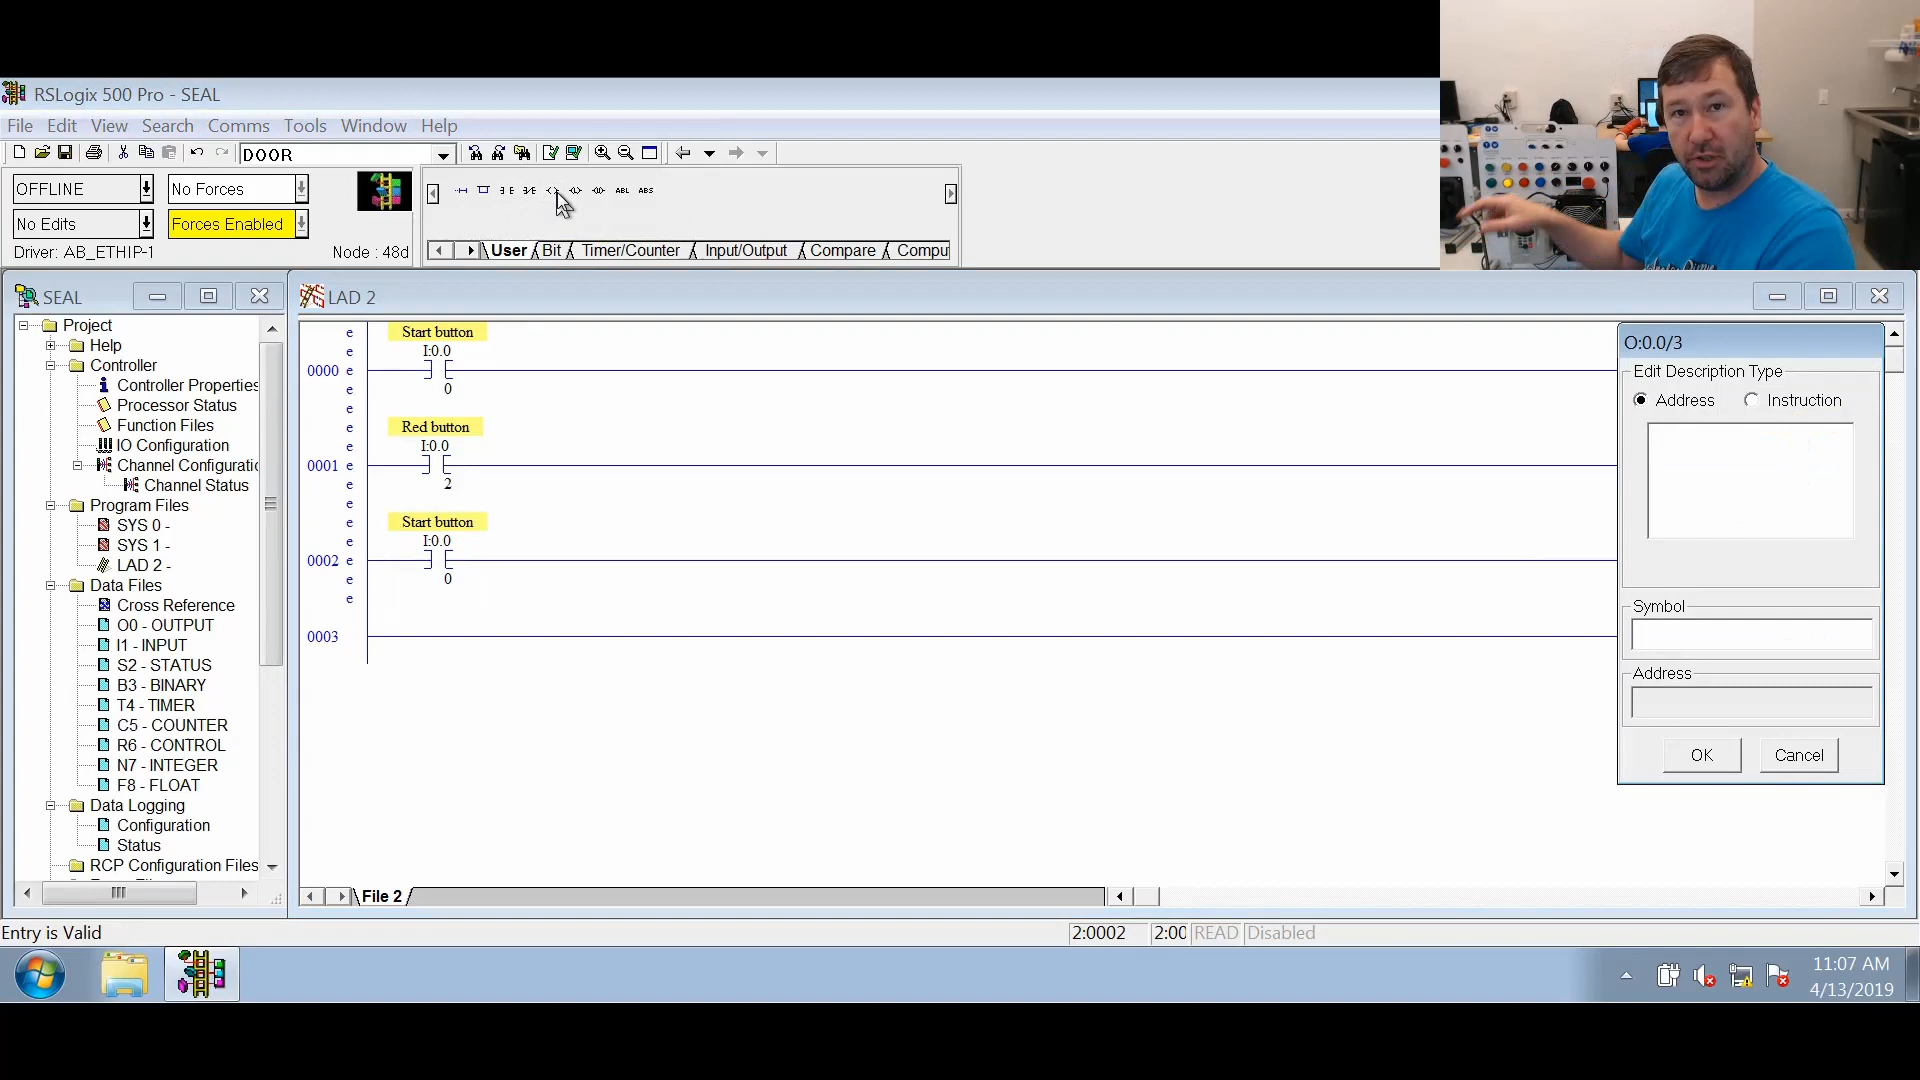 RSLogix 500 Pro - SEAL
File Edit View Search Comms Tools Window Help
DOOR
OFFLINE No Forces
No Edits Forces Enabled
Driver: AB_ETHIP-1 Node : 48d
ABL ABS
User Bit Timer/Counter Input/Output Compare Compu
SEAL
Project
Help
Controller
Controller Properties
Processor Status
Function Files
IO Configuration
Channel Configuratio
Channel Status
Program Files
SYS 0 -
SYS 1 -
LAD 2 -
Data Files
Cross Reference
O0 - OUTPUT
I1 - INPUT
S2 - STATUS
B3 - BINARY
T4 - TIMER
C5 - COUNTER
R6 - CONTROL
N7 - INTEGER
F8 - FLOAT
Data Logging
Configuration
Status
RCP Configuration Files
LAD 2
e Start button
e I:0.0
0000 e
e 0
e
e Red button
e I:0.0
0001 e
e 2
e
e Start button
e I:0.0
0002 e
e 0
e
0003
File 2
O:0.0/3
Edit Description Type
Address Instruction
Symbol
Address
OK Cancel
Entry is Valid 2:0002 2:00 READ Disabled
11:07 AM
4/13/2019